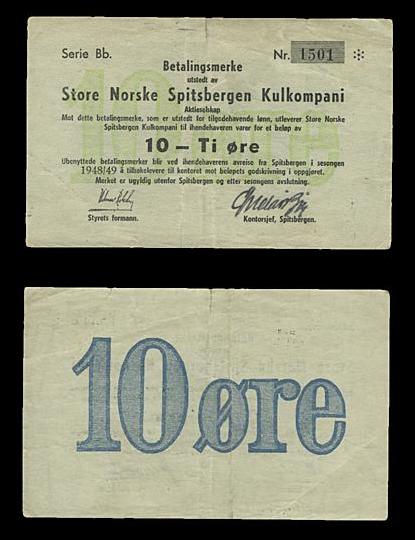 Serie Bb. Nr. 1501
Betalingsmerke
utstedt av
Store Norske Spitsbergen Kulkompani
Aktieselskap
Mot dette betalingsmerke, som er utstedt for tilgodehavende lønn, utleverer Store Norske
Spitsbergen Kulkompani til ihendehaveren varer for et beløp av
10 — Ti øre
Ubenyttede betalingsmerker blir ved ihendehaverens avreise fra Spitsbergen i sesongen
1948/49 å tilbakelevere til kontoret mot beløpets godskrivning i oppgjøret.
Merket er ugyldig utenfor Spitsbergen og etter sesongens avslutning.
Styrets formann. Kontorsjef, Spitsbergen.
10 øre
10 øre